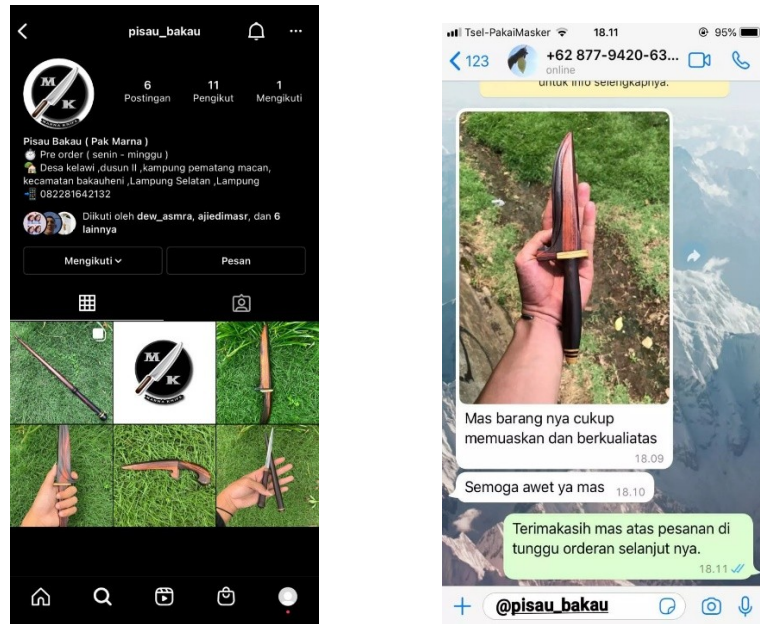 pisau_bakau
6
11
1
Postingan
Pengikut
Mengikuti
Pisau Bakau ( Pak Marna )
Pre order ( senin - minggu )
Desa kelawi ,dusun II ,kampung pematang macan,
kecamatan bakauheni ,Lampung Selatan ,Lampung
082281642132
Diikuti oleh dew_asmra, ajiedimasr, dan 6
lainnya
Mengikuti
Pesan
M
K
M
K
Tsel-PakaiMasker
18.11
95%
123
+62 877-9420-63...
online
untuk info selengkapnya.
Mas barang nya cukup
memuaskan dan berkualiatas
18.09
Semoga awet ya mas
18.10
Terimakasih mas atas pesanan di
tunggu orderan selanjut nya.
18.11
@pisau_bakau